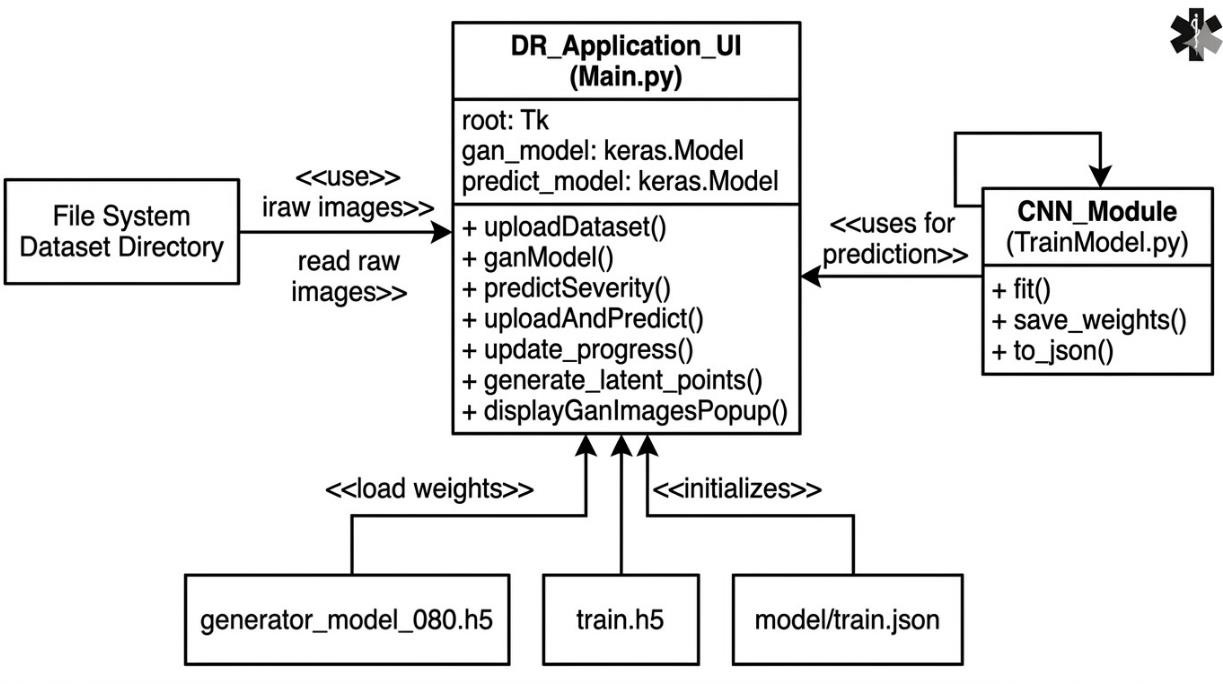 DR_Application_UI
(Main.py)
root: Tk
gan_model: keras.Model
predict_model: keras.Model
+ uploadDataset()
+ ganModel()
+ predictSeverity()
+ uploadAndPredict()
+ update_progress()
+ generate_latent_points()
+ displayGanImagesPopup()
File System
Dataset Directory
<<use>>
iraw images>>
read raw
images>>
<<uses for
prediction>>
CNN_Module
(TrainModel.py)
+ fit()
+ save_weights()
+ to_json()
<<load weights>>
<<initializes>>
generator_model_080.h5
train.h5
model/train.json